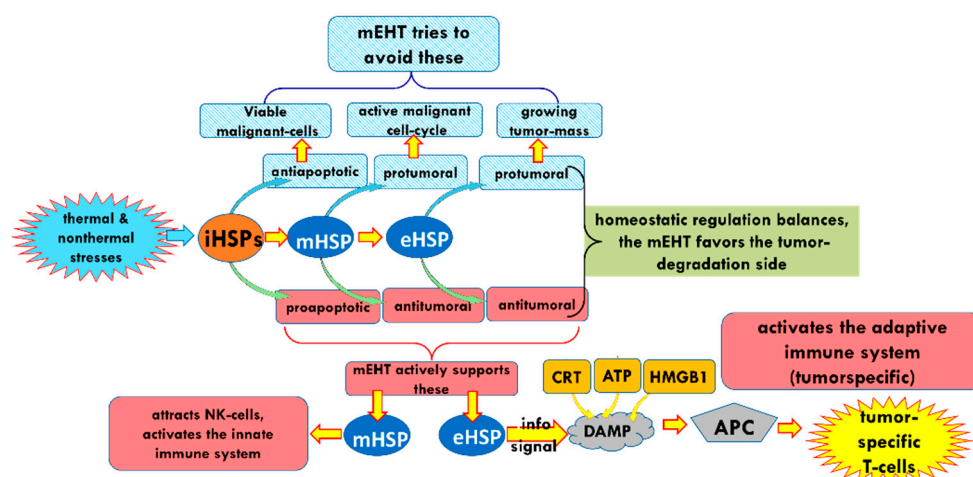 mEHT tries to
avoid these
Viable
malignant-cells
active malignant
cell-cycle
growing
tumor-mass
antiapoptotic
protumoral
protumoral
thermal &
nonthermal
stresses
iHSPs
mHSP
eHSP
homeostatic regulation balances,
the mEHT favors the tumor-
degradation side
proapoptotic
antitumoral
antitumoral
mEHT actively supports
these
CRT
ATP
HMGB1
activates the adaptive
immune system
(tumorspecific)
attracts NK-cells,
activates the innate
immune system
mHSP
eHSP
info
signal
DAMP
APC
tumor-
specific
T-cells